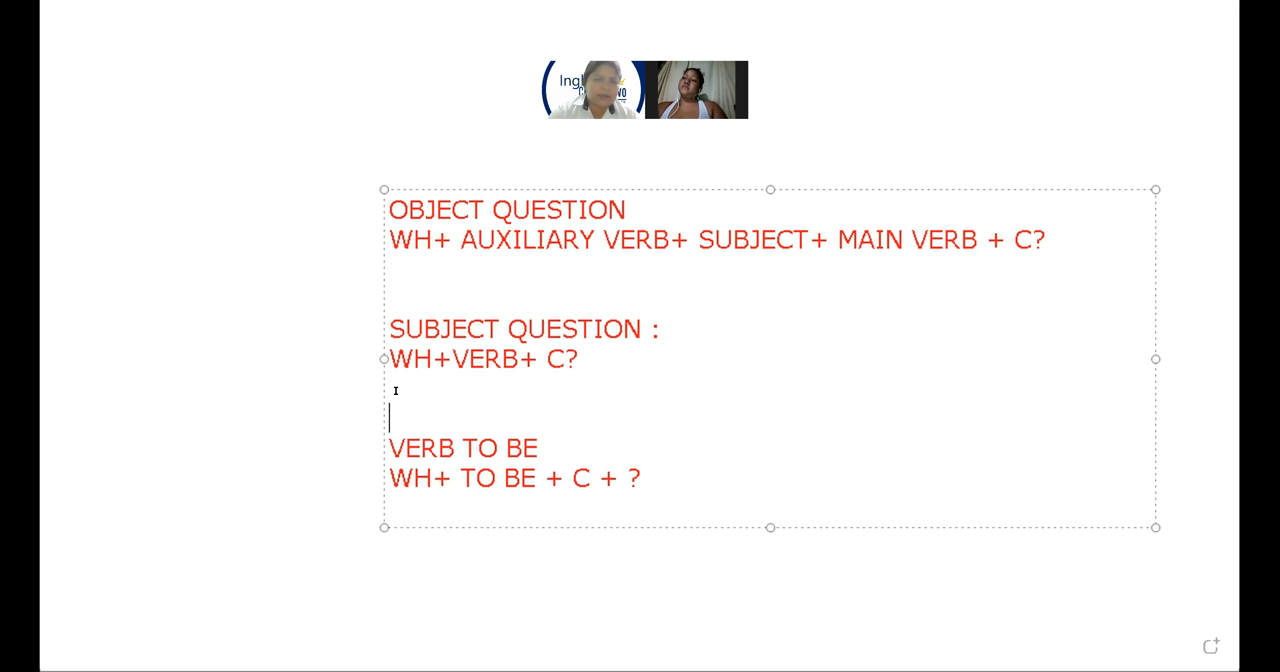 OBJECT QUESTION
WH+ AUXILIARY VERB+ SUBJECT+ MAIN VERB + C?
SUBJECT QUESTION :
WH+VERB+ C?
VERB TO BE
WH+ TO BE + C + ?